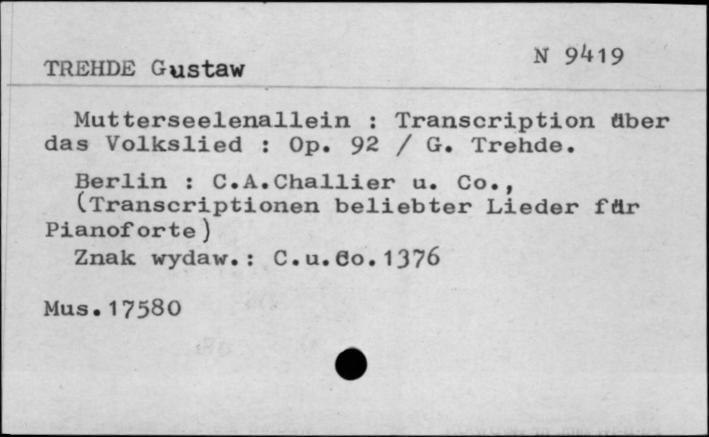 N 9419
TREHDE Gustaw
Mutterseelenallein : Transcription über
das Volkslied : Op. 92 / G. Trehde.
Berlin : C.A.Challier u. Co.,
(Transcriptionen beliebter Lieder für
Pianoforte)
Znak wydaw.: C.u.Co.1376
Mus.17580